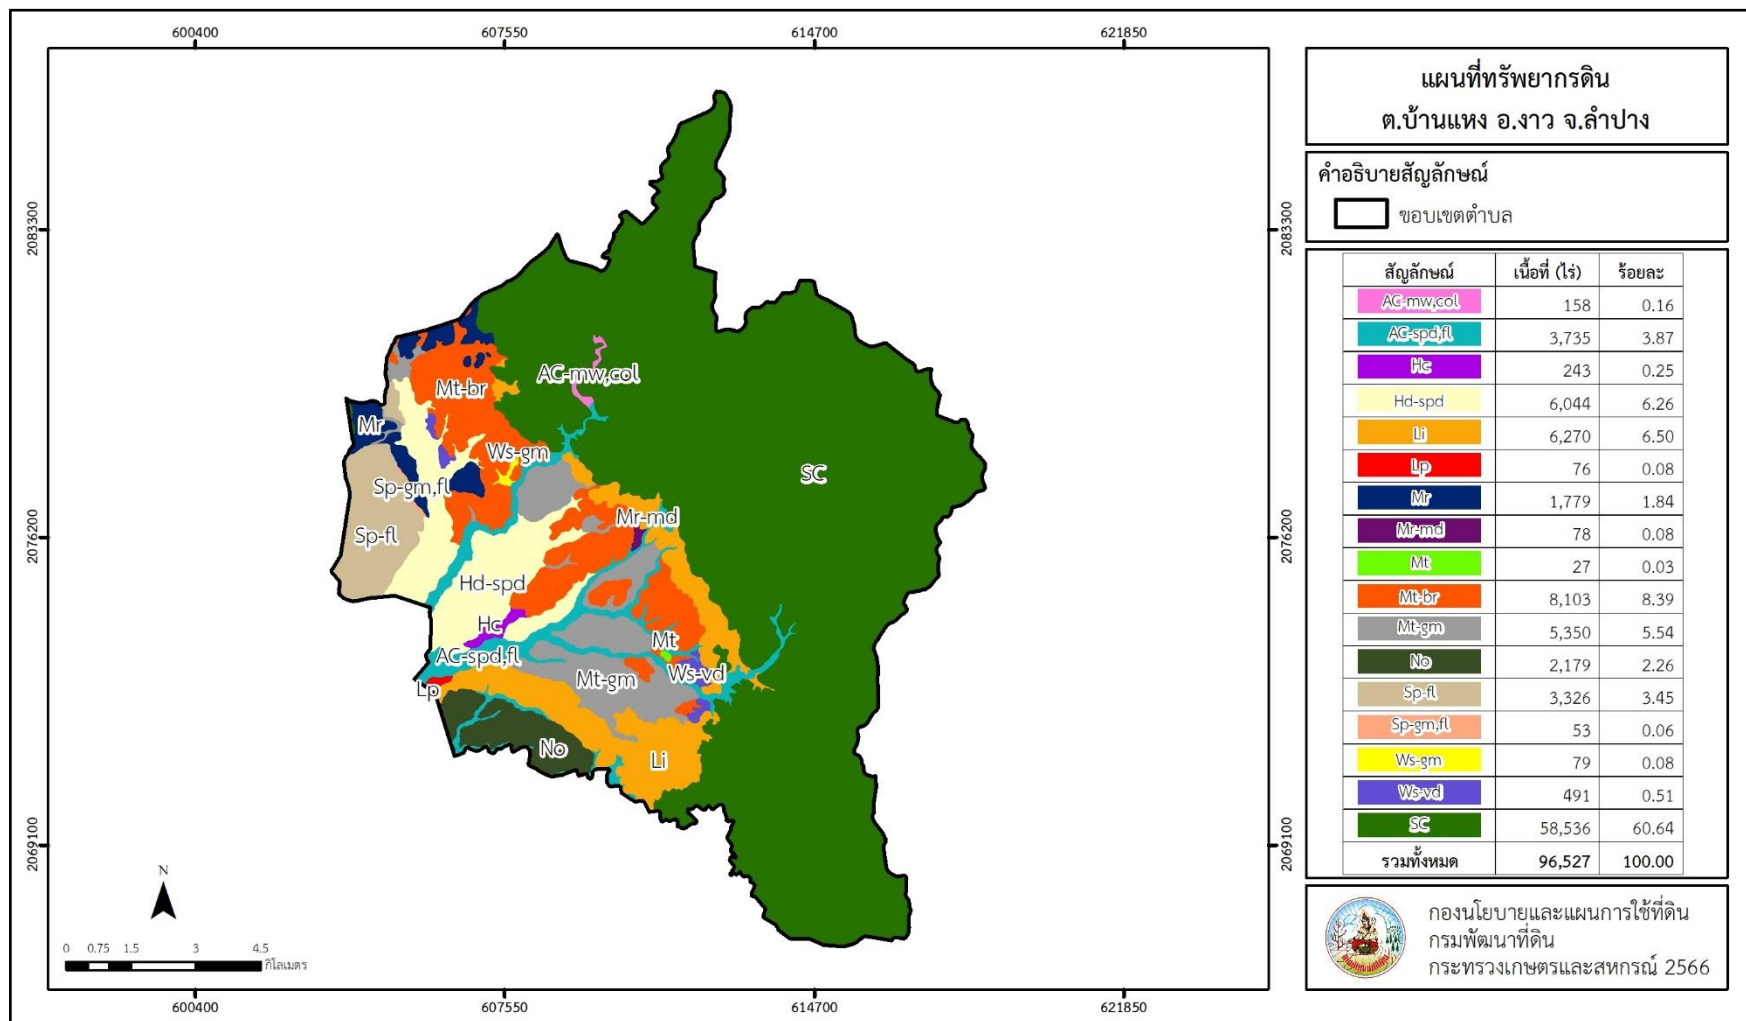 600400
607550
614700
621850
2083300
2076200
2069100
2083300
2076200
2069100
600400
607550
614700
621850
AC-mw,col
Mt-br
Mr
Ws-gm
SC
Sp-gm,fl
Mr-md
Sp-fl
Hd-spd
Hc
Mt
AC-spd,fl
Ws-vd
Mt-gm
Lp
No
Li
N
0 0.75 1.5 3 4.5
กิโลเมตร
แผนที่ทรัพยากรดิน
ต.บ้านแหง อ.งาว จ.ลำปาง
คำอธิบายสัญลักษณ์
ขอบเขตตำบล
สัญลักษณ์ เนื้อที่ (ไร่) ร้อยละ
AC-mw,col 158 0.16
AC-spd,fl 3,735 3.87
Hc 243 0.25
Hd-spd 6,044 6.26
Li 6,270 6.50
Lp 76 0.08
Mr 1,779 1.84
Mr-md 78 0.08
Mt 27 0.03
Mt-br 8,103 8.39
Mt-gm 5,350 5.54
No 2,179 2.26
Sp-fl 3,326 3.45
Sp-gm,fl 53 0.06
Ws-gm 79 0.08
Ws-vd 491 0.51
SC 58,536 60.64
รวมทั้งหมด 96,527 100.00
กองนโยบายและแผนการใช้ที่ดิน
กรมพัฒนาที่ดิน
กระทรวงเกษตรและสหกรณ์ 2566